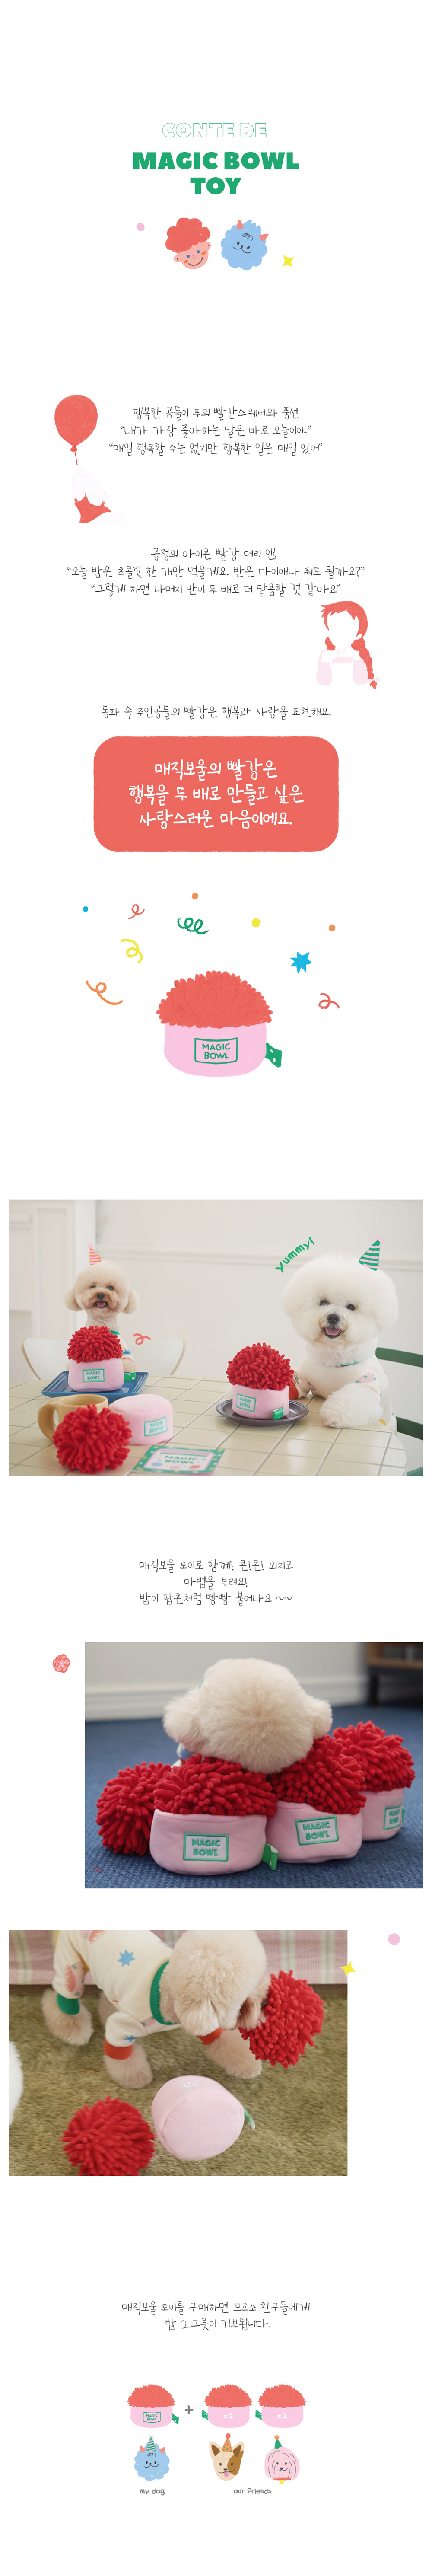 CONTE DE
MAGIC BOWL
TOY
행복한 곰돌이 푸의 빨간스웨터와 풍선
“내가 가장 좋아하는 날은 바로 오늘이야”
“매일 행복할 수는 없지만 행복한 일은 매일 있어”
긍정의 아이콘 빨강 머리 앤,
“오늘 밤은 초콜릿 한 개만 먹을게요. 반은 다이애나 줘도 될까요?”
“그렇게 하면 나머지 반이 두 배로 더 달콤할 것 같아요”
동화 속 주인공들의 빨강은 행복과 사랑을 표현해요.
매직보울의 빨강은
행복을 두 배로 만들고 싶은
사랑스러운 마음이에요.
MAGIC
BOWL
yummy!
MAGIC
BOWL
MAGIC
BOWL
매직보울 토이로 함께! 콘!콘! 외치고
마법을 부려요!
밥이 팝콘처럼 빵빵 불어나요 ~~
MAGIC
BOWL
MAGIC
BOWL
매직보울 토이를 구매하면 보호소 친구들에게
밥 2그릇이 기부됩니다.
MAGIC
BOWL
+
x2
x2
my dog
our Friends